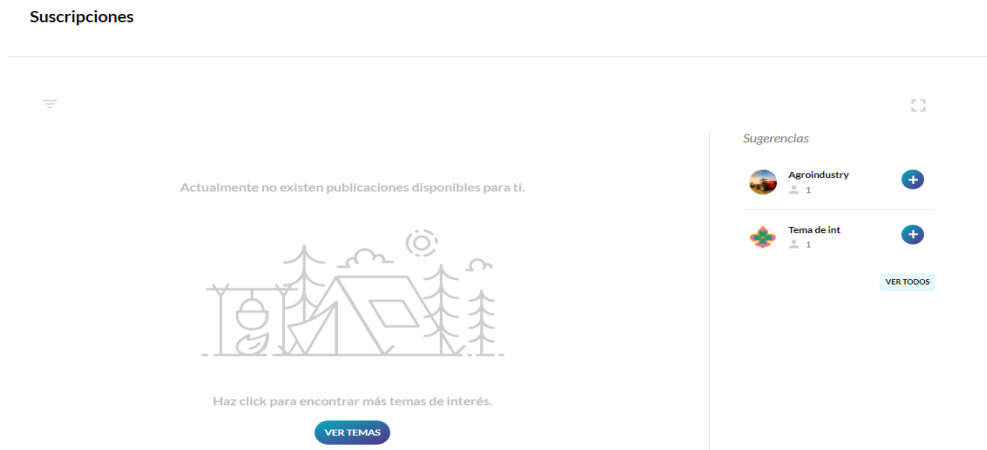 Suscripciones
Actualmente no existen publicaciones disponibles para ti.
Haz click para encontrar más temas de interés.
VER TEMAS
Sugerencias
Agroindustry
1
Tema de int
1
VER TODOS